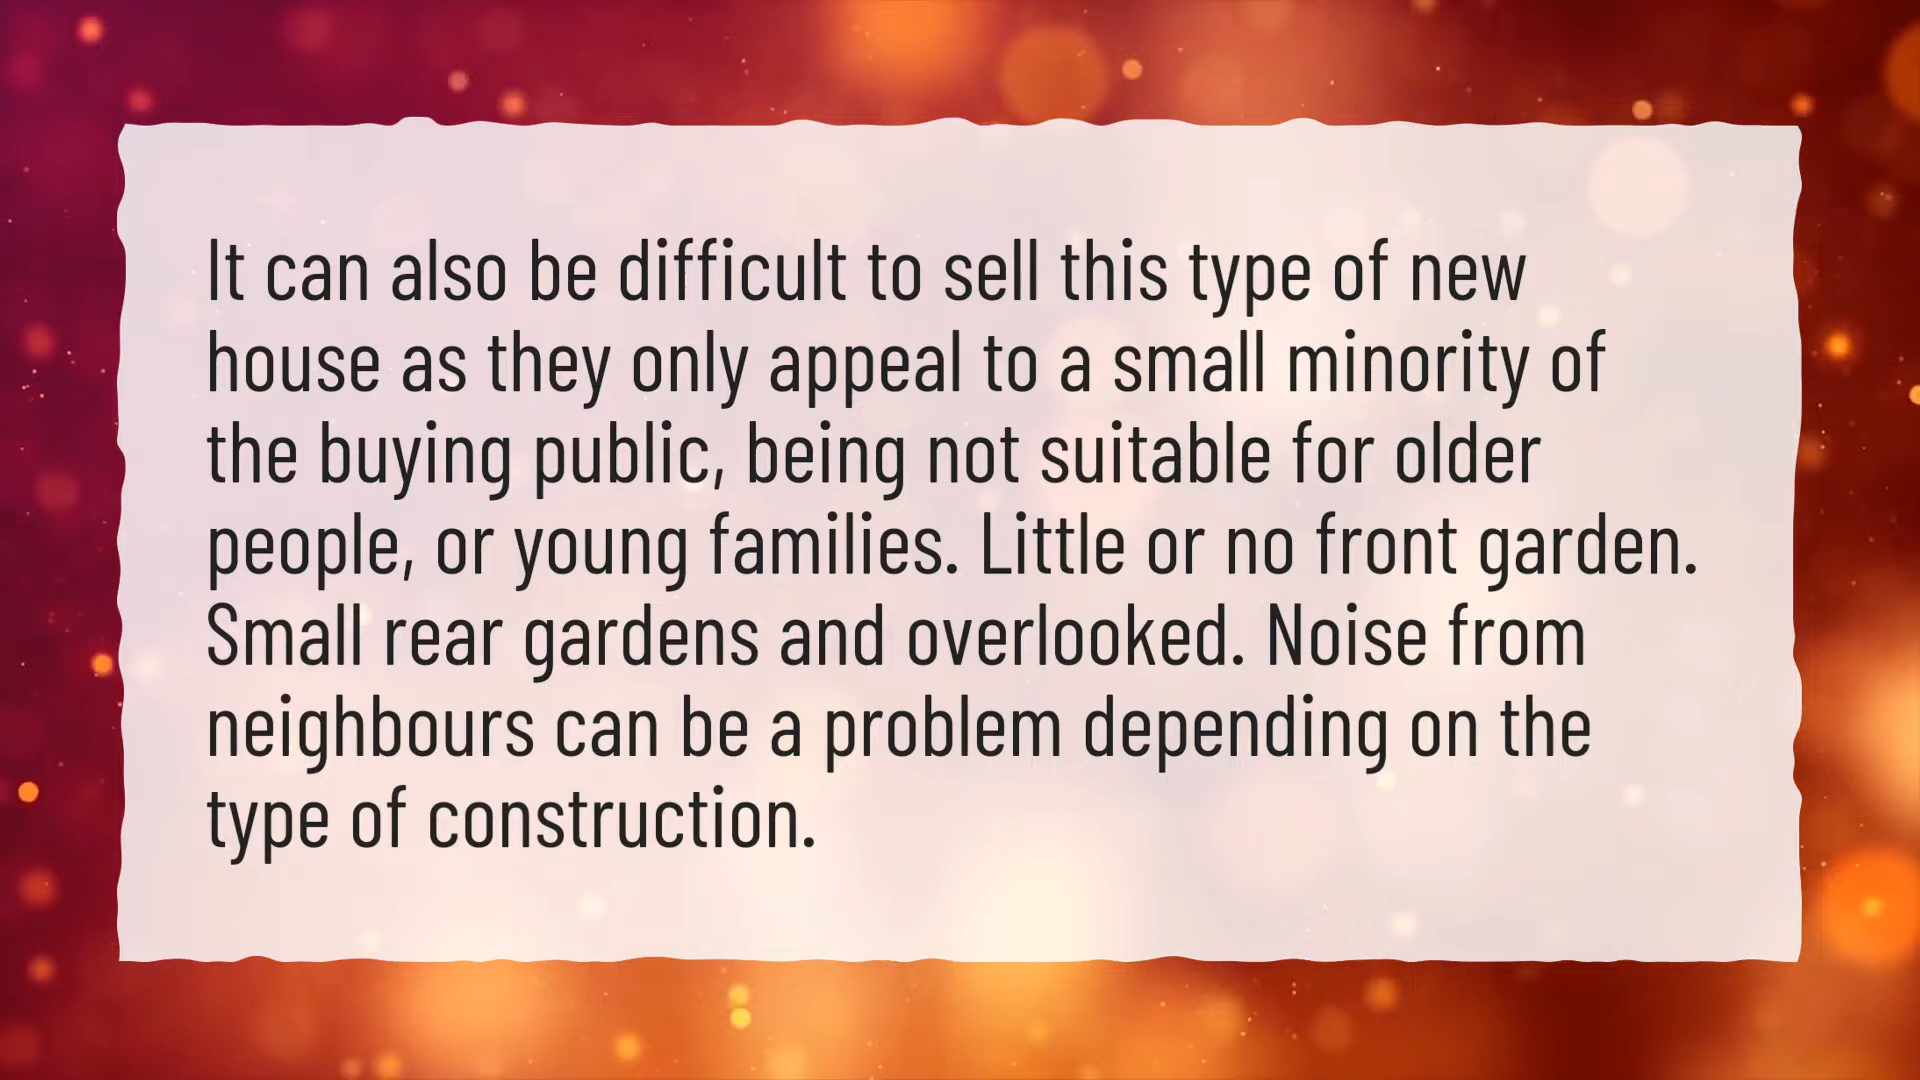 It can also be difficult to sell this type of new
house as they only appeal to a small minority of
the buying public, being not suitable for older
people, or young families. Little or no front garden.
Small rear gardens and overlooked. Noise from
neighbours can be a problem depending on the
type of construction.